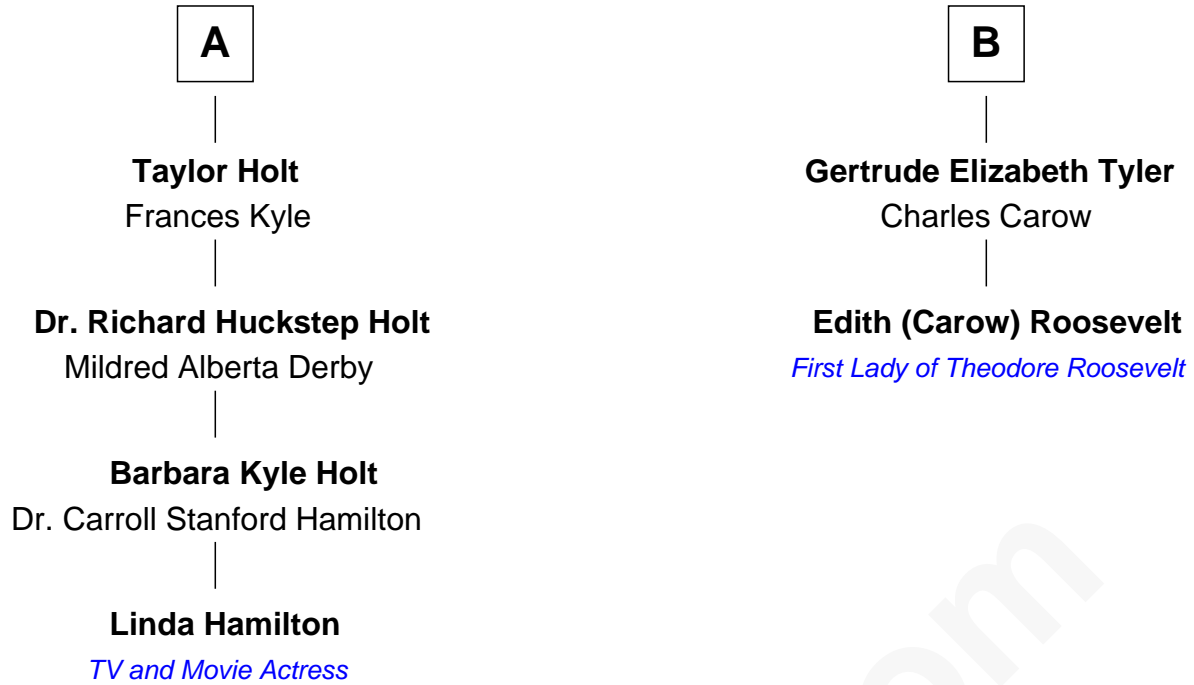 A
Taylor Holt
Frances Kyle
Dr. Richard Huckstep Holt
Mildred Alberta Derby
Barbara Kyle Holt
Dr. Carroll Stanford Hamilton
Linda Hamilton
TV and Movie Actress
B
Gertrude Elizabeth Tyler
Charles Carow
Edith (Carow) Roosevelt
First Lady of Theodore Roosevelt
om